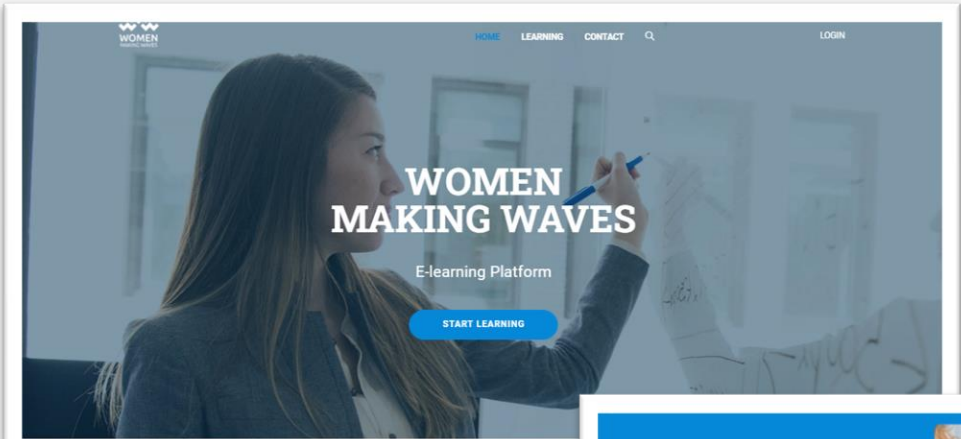 WOMEN
MAKING WAVES
HOME LEARNING CONTACT
LOGIN
WOMEN
MAKING WAVES
E-learning Platform
START LEARNING